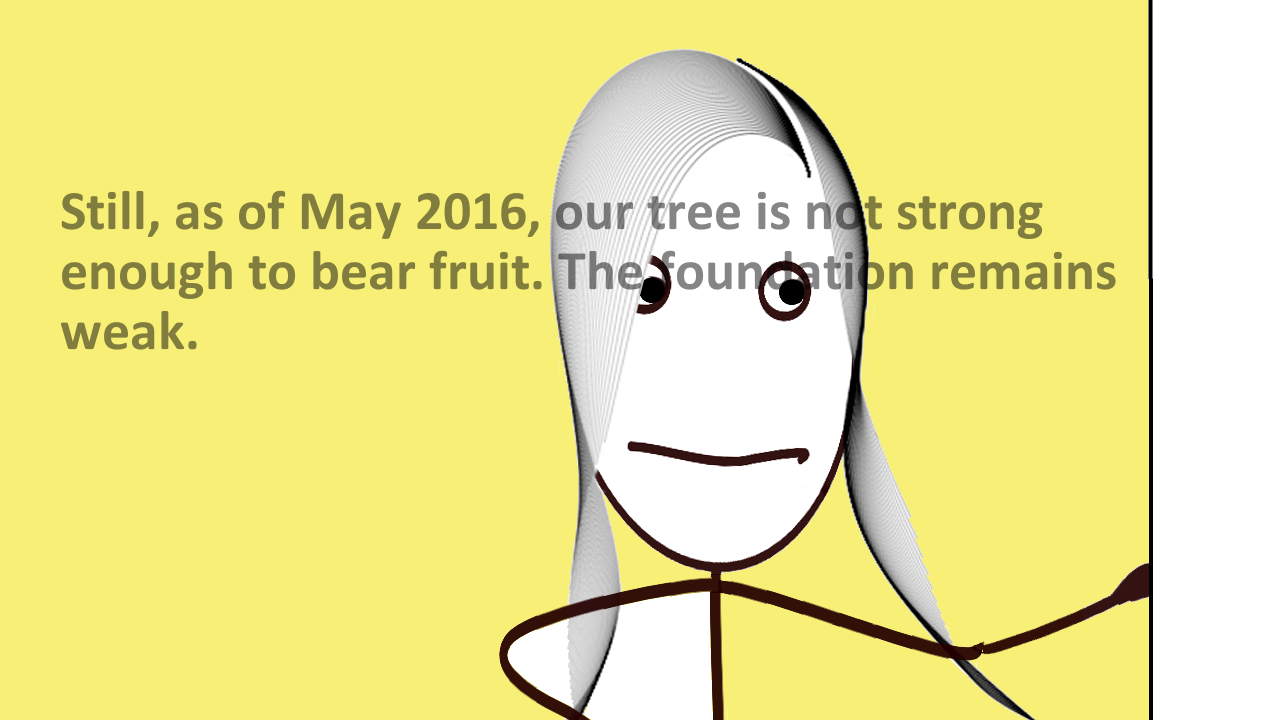 Still, as of May 2016, our tree is not strong
enough to bear fruit. The foundation remains
weak.